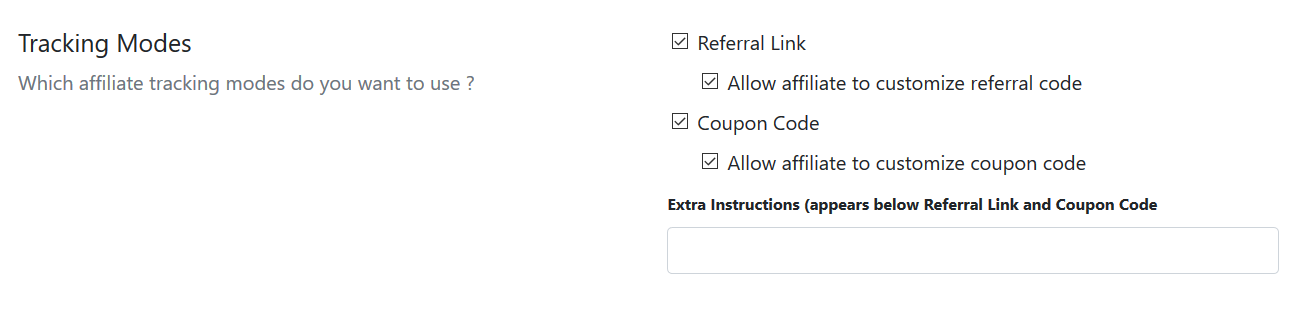 Tracking Modes
Which affiliate tracking modes do you want to use ?
Referral Link
Allow affiliate to customize referral code
Coupon Code
Allow affiliate to customize coupon code
Extra Instructions (appears below Referral Link and Coupon Code